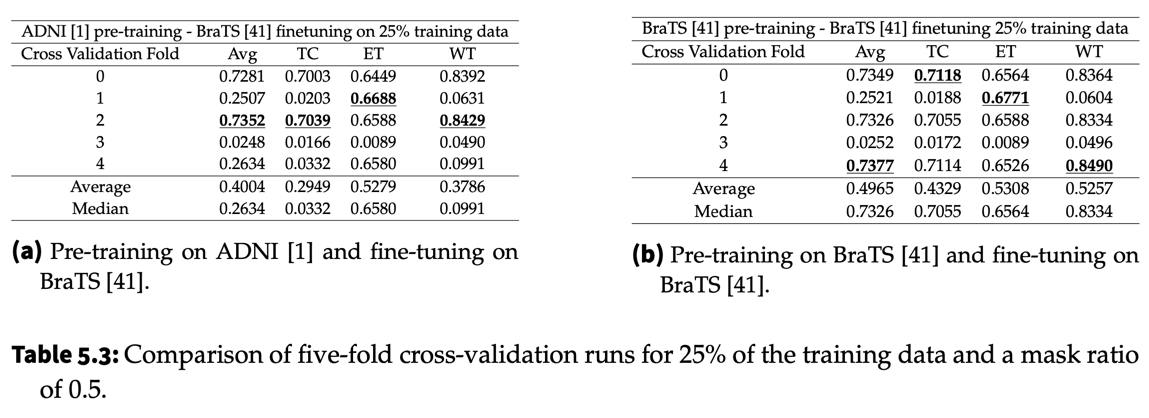 ADNI [1] pre-training - BraTS [41] finetuning on 25% training data
Cross Validation Fold Avg TC ET WT
0 0.7281 0.7003 0.6449 0.8392
1 0.2507 0.0203 0.6688 0.0631
2 0.7352 0.7039 0.6588 0.8429
3 0.0248 0.0166 0.0089 0.0490
4 0.2634 0.0332 0.6580 0.0991
Average 0.4004 0.2949 0.5279 0.3786
Median 0.2634 0.0332 0.6580 0.0991
(a) Pre-training on ADNI [1] and fine-tuning on
BraTS [41].
BraTS [41] pre-training - BraTS [41] finetuning 25% training data
Cross Validation Fold Avg TC ET WT
0 0.7349 0.7118 0.6564 0.8364
1 0.2521 0.0188 0.6771 0.0604
2 0.7326 0.7055 0.6588 0.8334
3 0.0252 0.0172 0.0089 0.0496
4 0.7377 0.7114 0.6526 0.8490
Average 0.4965 0.4329 0.5308 0.5257
Median 0.7326 0.7055 0.6564 0.8334
(b) Pre-training on BraTS [41] and fine-tuning on
BraTS [41].
Table 5.3: Comparison of five-fold cross-validation runs for 25% of the training data and a mask ratio
of 0.5.